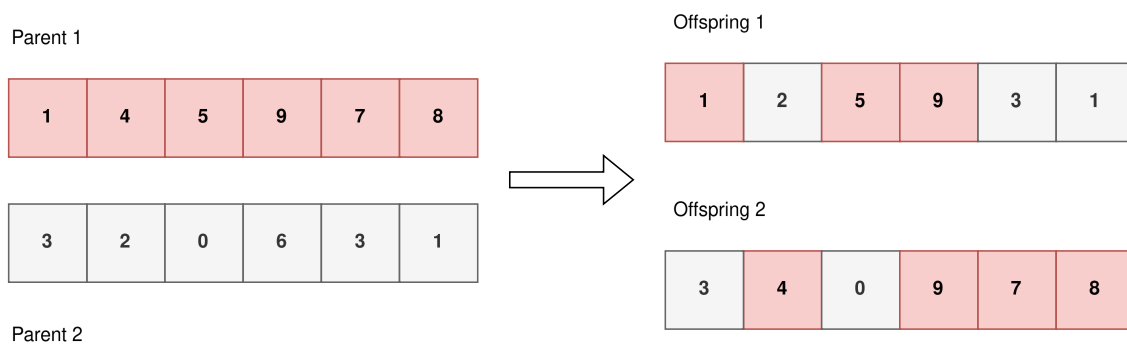 Parent 1
1 4 5 9 7 8
3 2 0 6 3 1
Parent 2
Offspring 1
1 2 5 9 3 1
Offspring 2
3 4 0 9 7 8